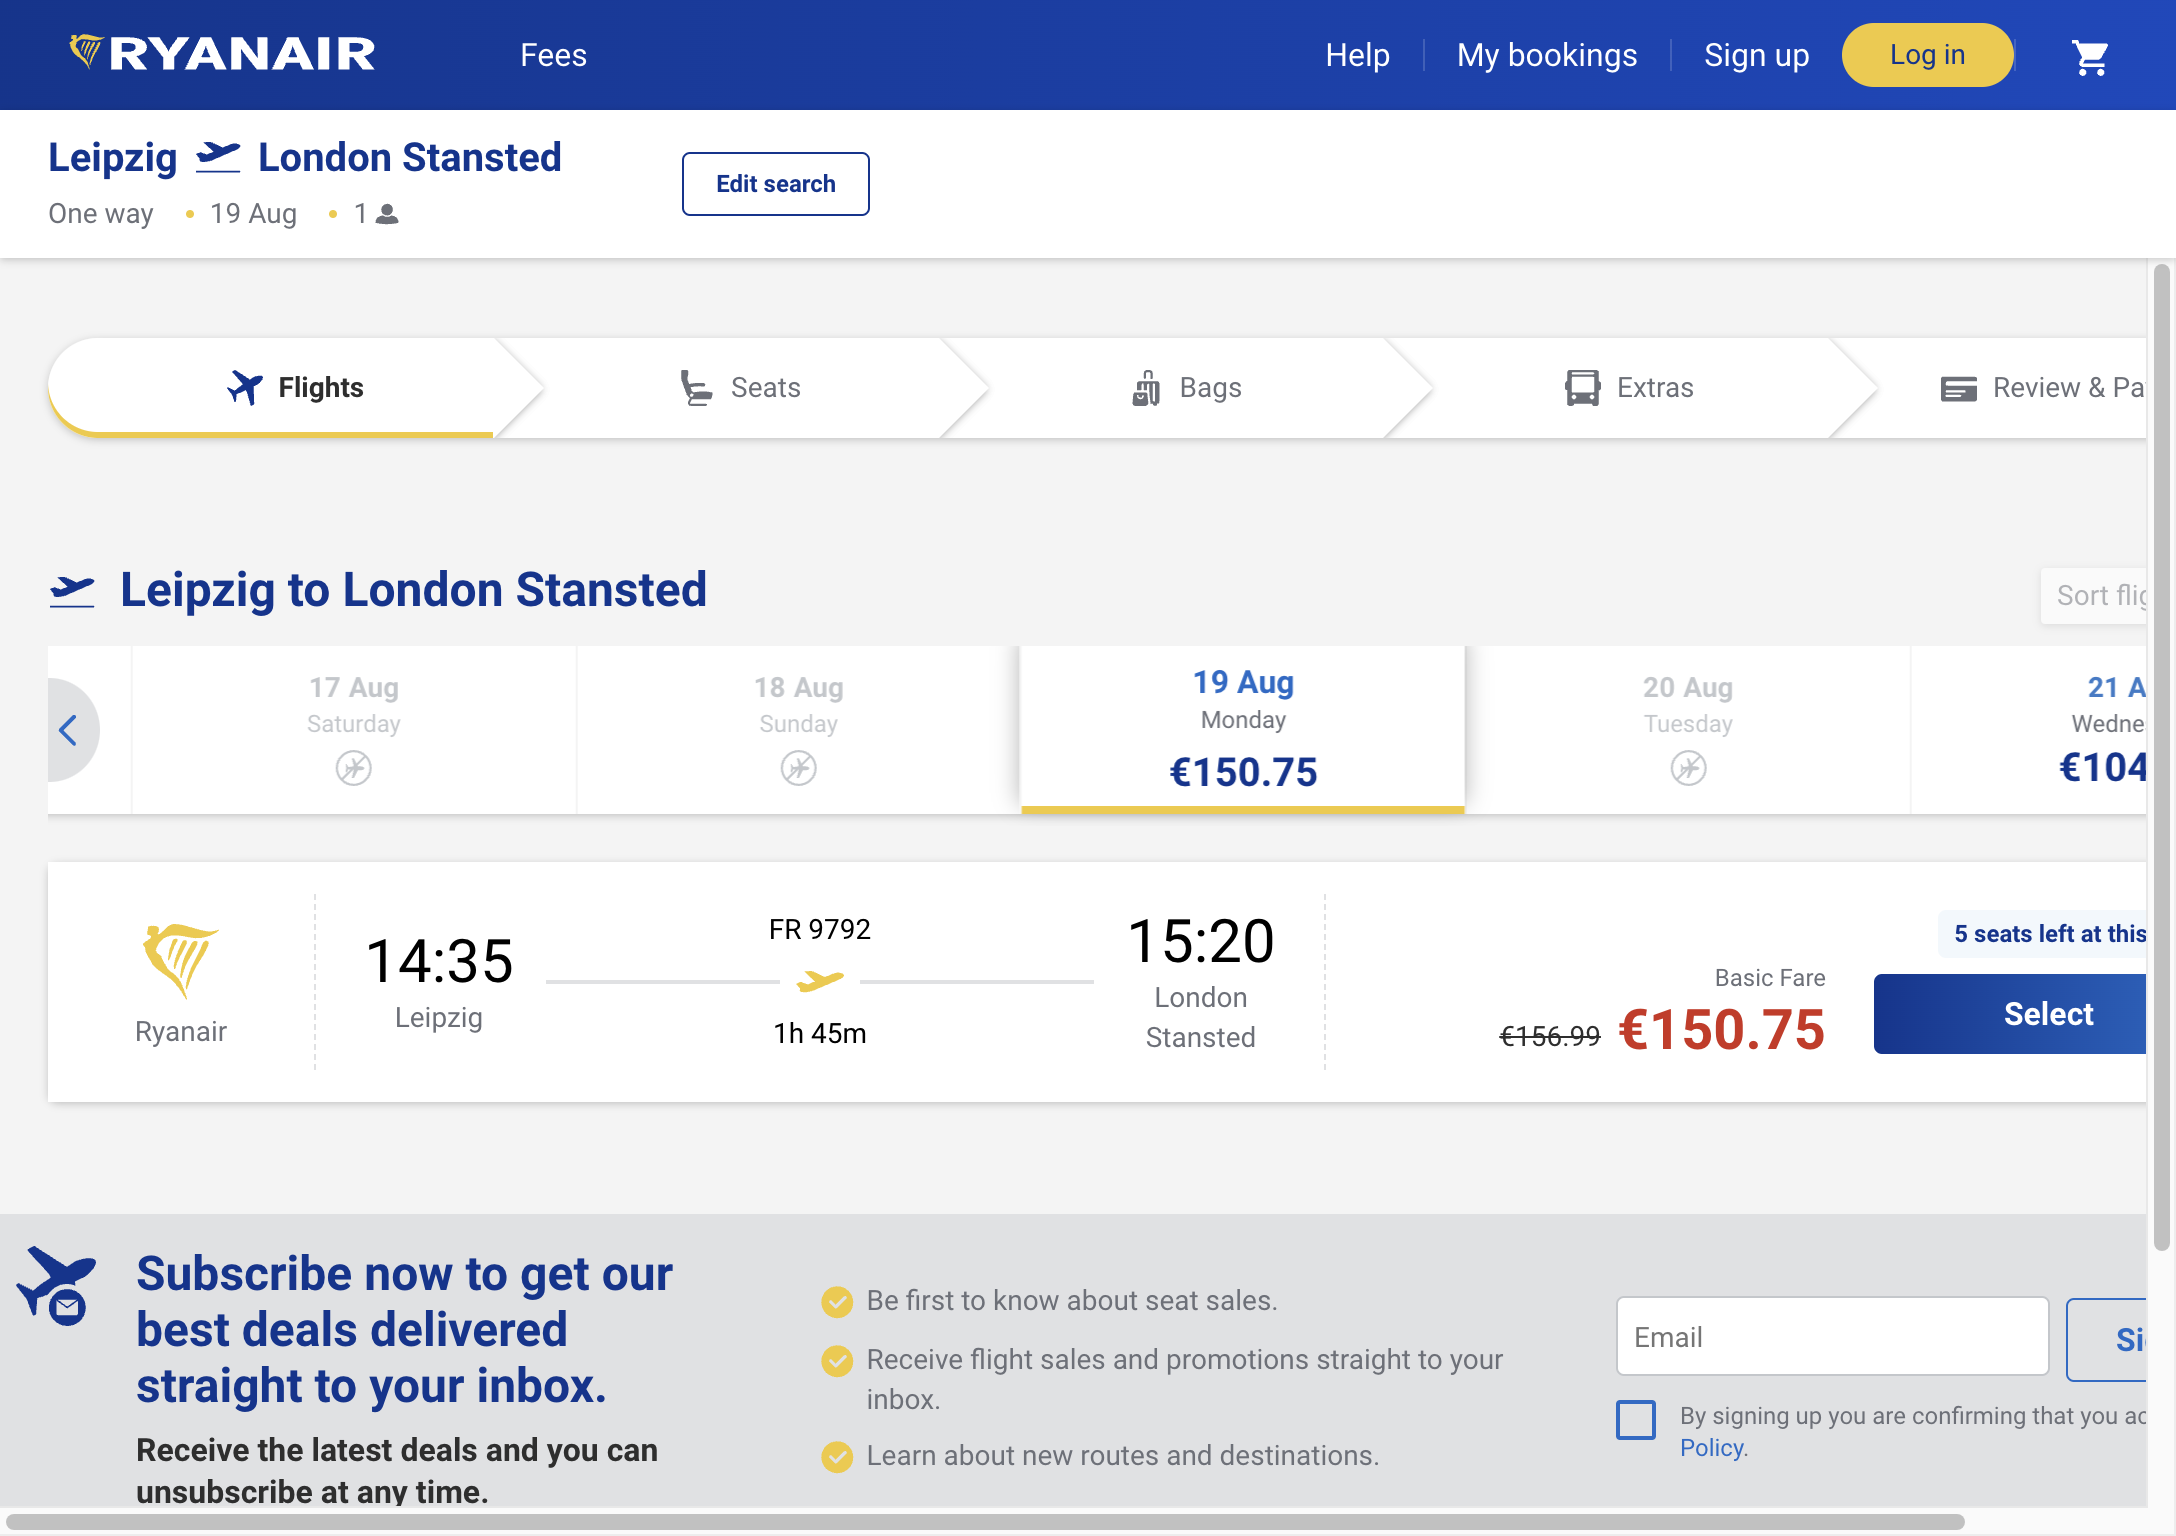 RYANAIR
Fees
Help
My bookings
Sign up
Log in
Leipzig London Stansted
One way • 19 Aug • 1
Edit search
Flights
Seats
Bags
Extras
Review & Pa
Leipzig to London Stansted
Sort flig
17 Aug
Saturday
18 Aug
Sunday
19 Aug
Monday
€150.75
20 Aug
Tuesday
21 A
Wedne
€104
Ryanair
14:35
Leipzig
FR 9792
1h 45m
15:20
London
Stansted
5 seats left at this
Basic Fare
€156.99 €150.75
Select
Subscribe now to get our
best deals delivered
straight to your inbox.
Receive the latest deals and you can
unsubscribe at any time.
Be first to know about seat sales.
Receive flight sales and promotions straight to your
inbox.
Learn about new routes and destinations.
Email
Si
By signing up you are confirming that you ac
Policy.